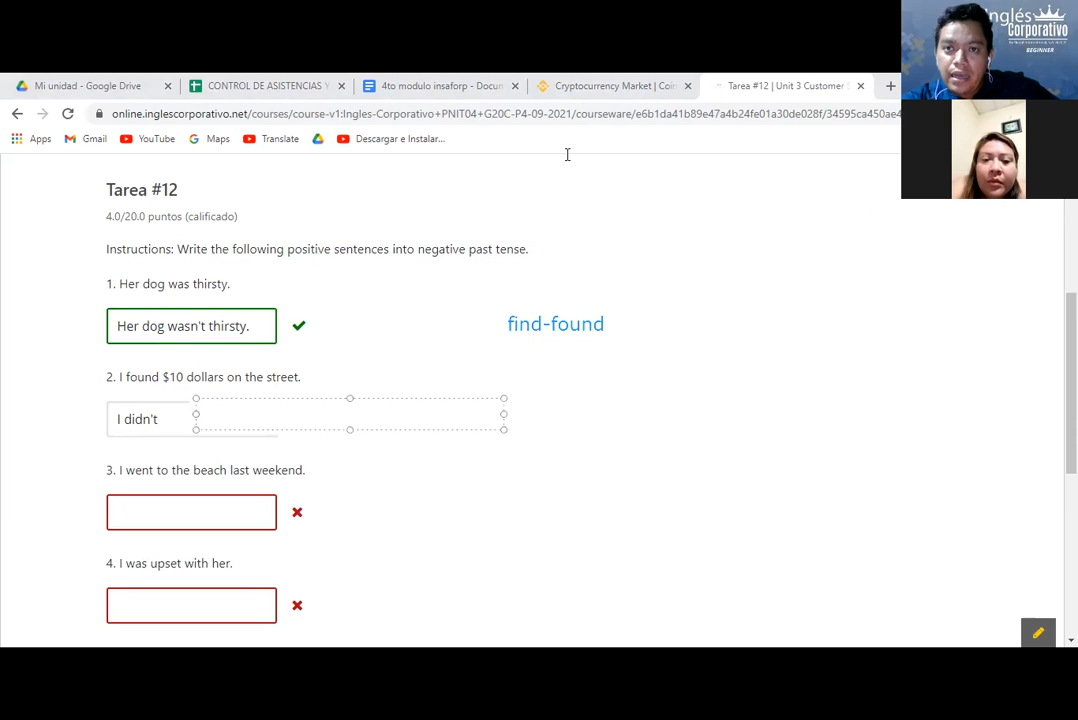 Inglés
Corporativo
BEGINNER
Mi unidad - Google Drive
CONTROL DE ASISTENCIAS Y
4to modulo insaforp - Docum
Cryptocurrency Market | Coin
Tarea #12 | Unit 3 Customer S
online.inglescorporativo.net/courses/course-v1:Ingles-Corporativo+PNIT04+G20C-P4-09-2021/courseware/e6b1da41b89e47a4b24fe01a30de028f/34595ca450ae4
Apps
Gmail
YouTube
Maps
Translate
Descargar e Instalar...
Tarea #12
4.0/20.0 puntos (calificado)
Instructions: Write the following positive sentences into negative past tense.
1. Her dog was thirsty.
Her dog wasn't thirsty.
find-found
2. I found $10 dollars on the street.
I didn't
3. I went to the beach last weekend.
4. I was upset with her.